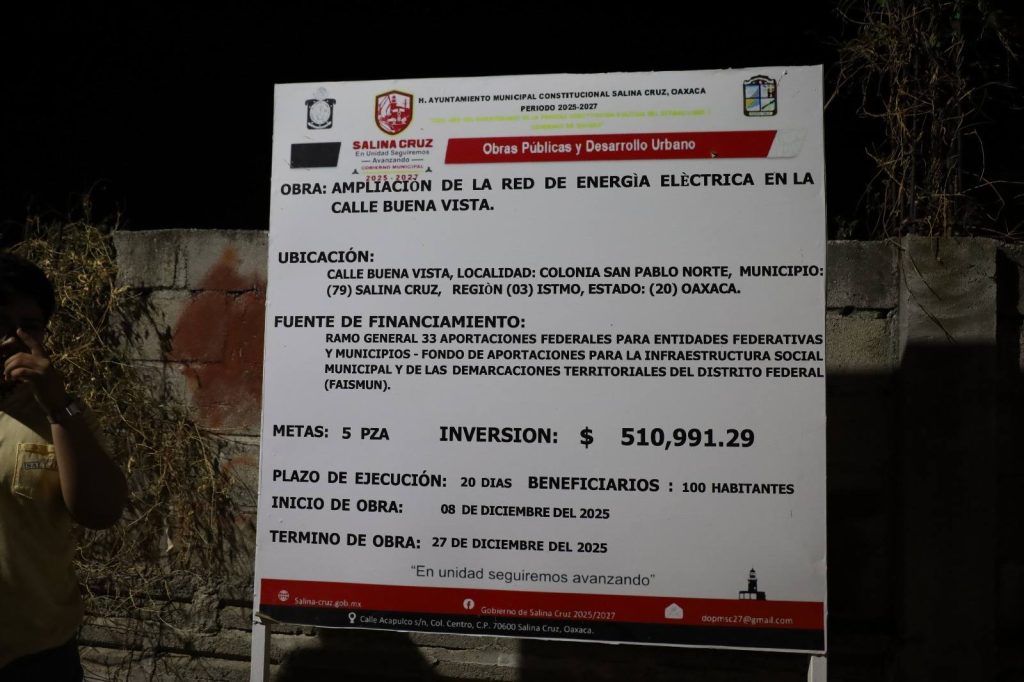 H. AYUNTAMIENTO MUNICIPAL CONSTITUCIONAL SALINA CRUZ, OAXACA
PERIODO 2025-2027
SALINA CRUZ
En Unidad Seguiremos
Avanzando
GOBIERNO MUNICIPAL
2025 - 2027
Obras Públicas y Desarrollo Urbano
OBRA: AMPLIACIÒN DE LA RED DE ENERGÌA ELÈCTRICA EN LA
CALLE BUENA VISTA.
UBICACIÓN:
CALLE BUENA VISTA, LOCALIDAD: COLONIA SAN PABLO NORTE, MUNICIPIO:
(79) SALINA CRUZ, REGIÒN (03) ISTMO, ESTADO: (20) OAXACA.
FUENTE DE FINANCIAMIENTO:
RAMO GENERAL 33 APORTACIONES FEDERALES PARA ENTIDADES FEDERATIVAS
Y MUNICIPIOS - FONDO DE APORTACIONES PARA LA INFRAESTRUCTURA SOCIAL
MUNICIPAL Y DE LAS DEMARCACIONES TERRITORIALES DEL DISTRITO FEDERAL
(FAISMUN).
METAS: 5 PZA INVERSION: $ 510,991.29
PLAZO DE EJECUCIÓN: 20 DIAS BENEFICIARIOS : 100 HABITANTES
INICIO DE OBRA: 08 DE DICIEMBRE DEL 2025
TERMINO DE OBRA: 27 DE DICIEMBRE DEL 2025
“En unidad seguiremos avanzando”
Salina-cruz.gob.mx
Gobierno de Salina Cruz 2025/2027
dopmsc27@gmail.com
Calle Acapulco s/n, Col. Centro, C.P. 70600 Salina Cruz, Oaxaca.